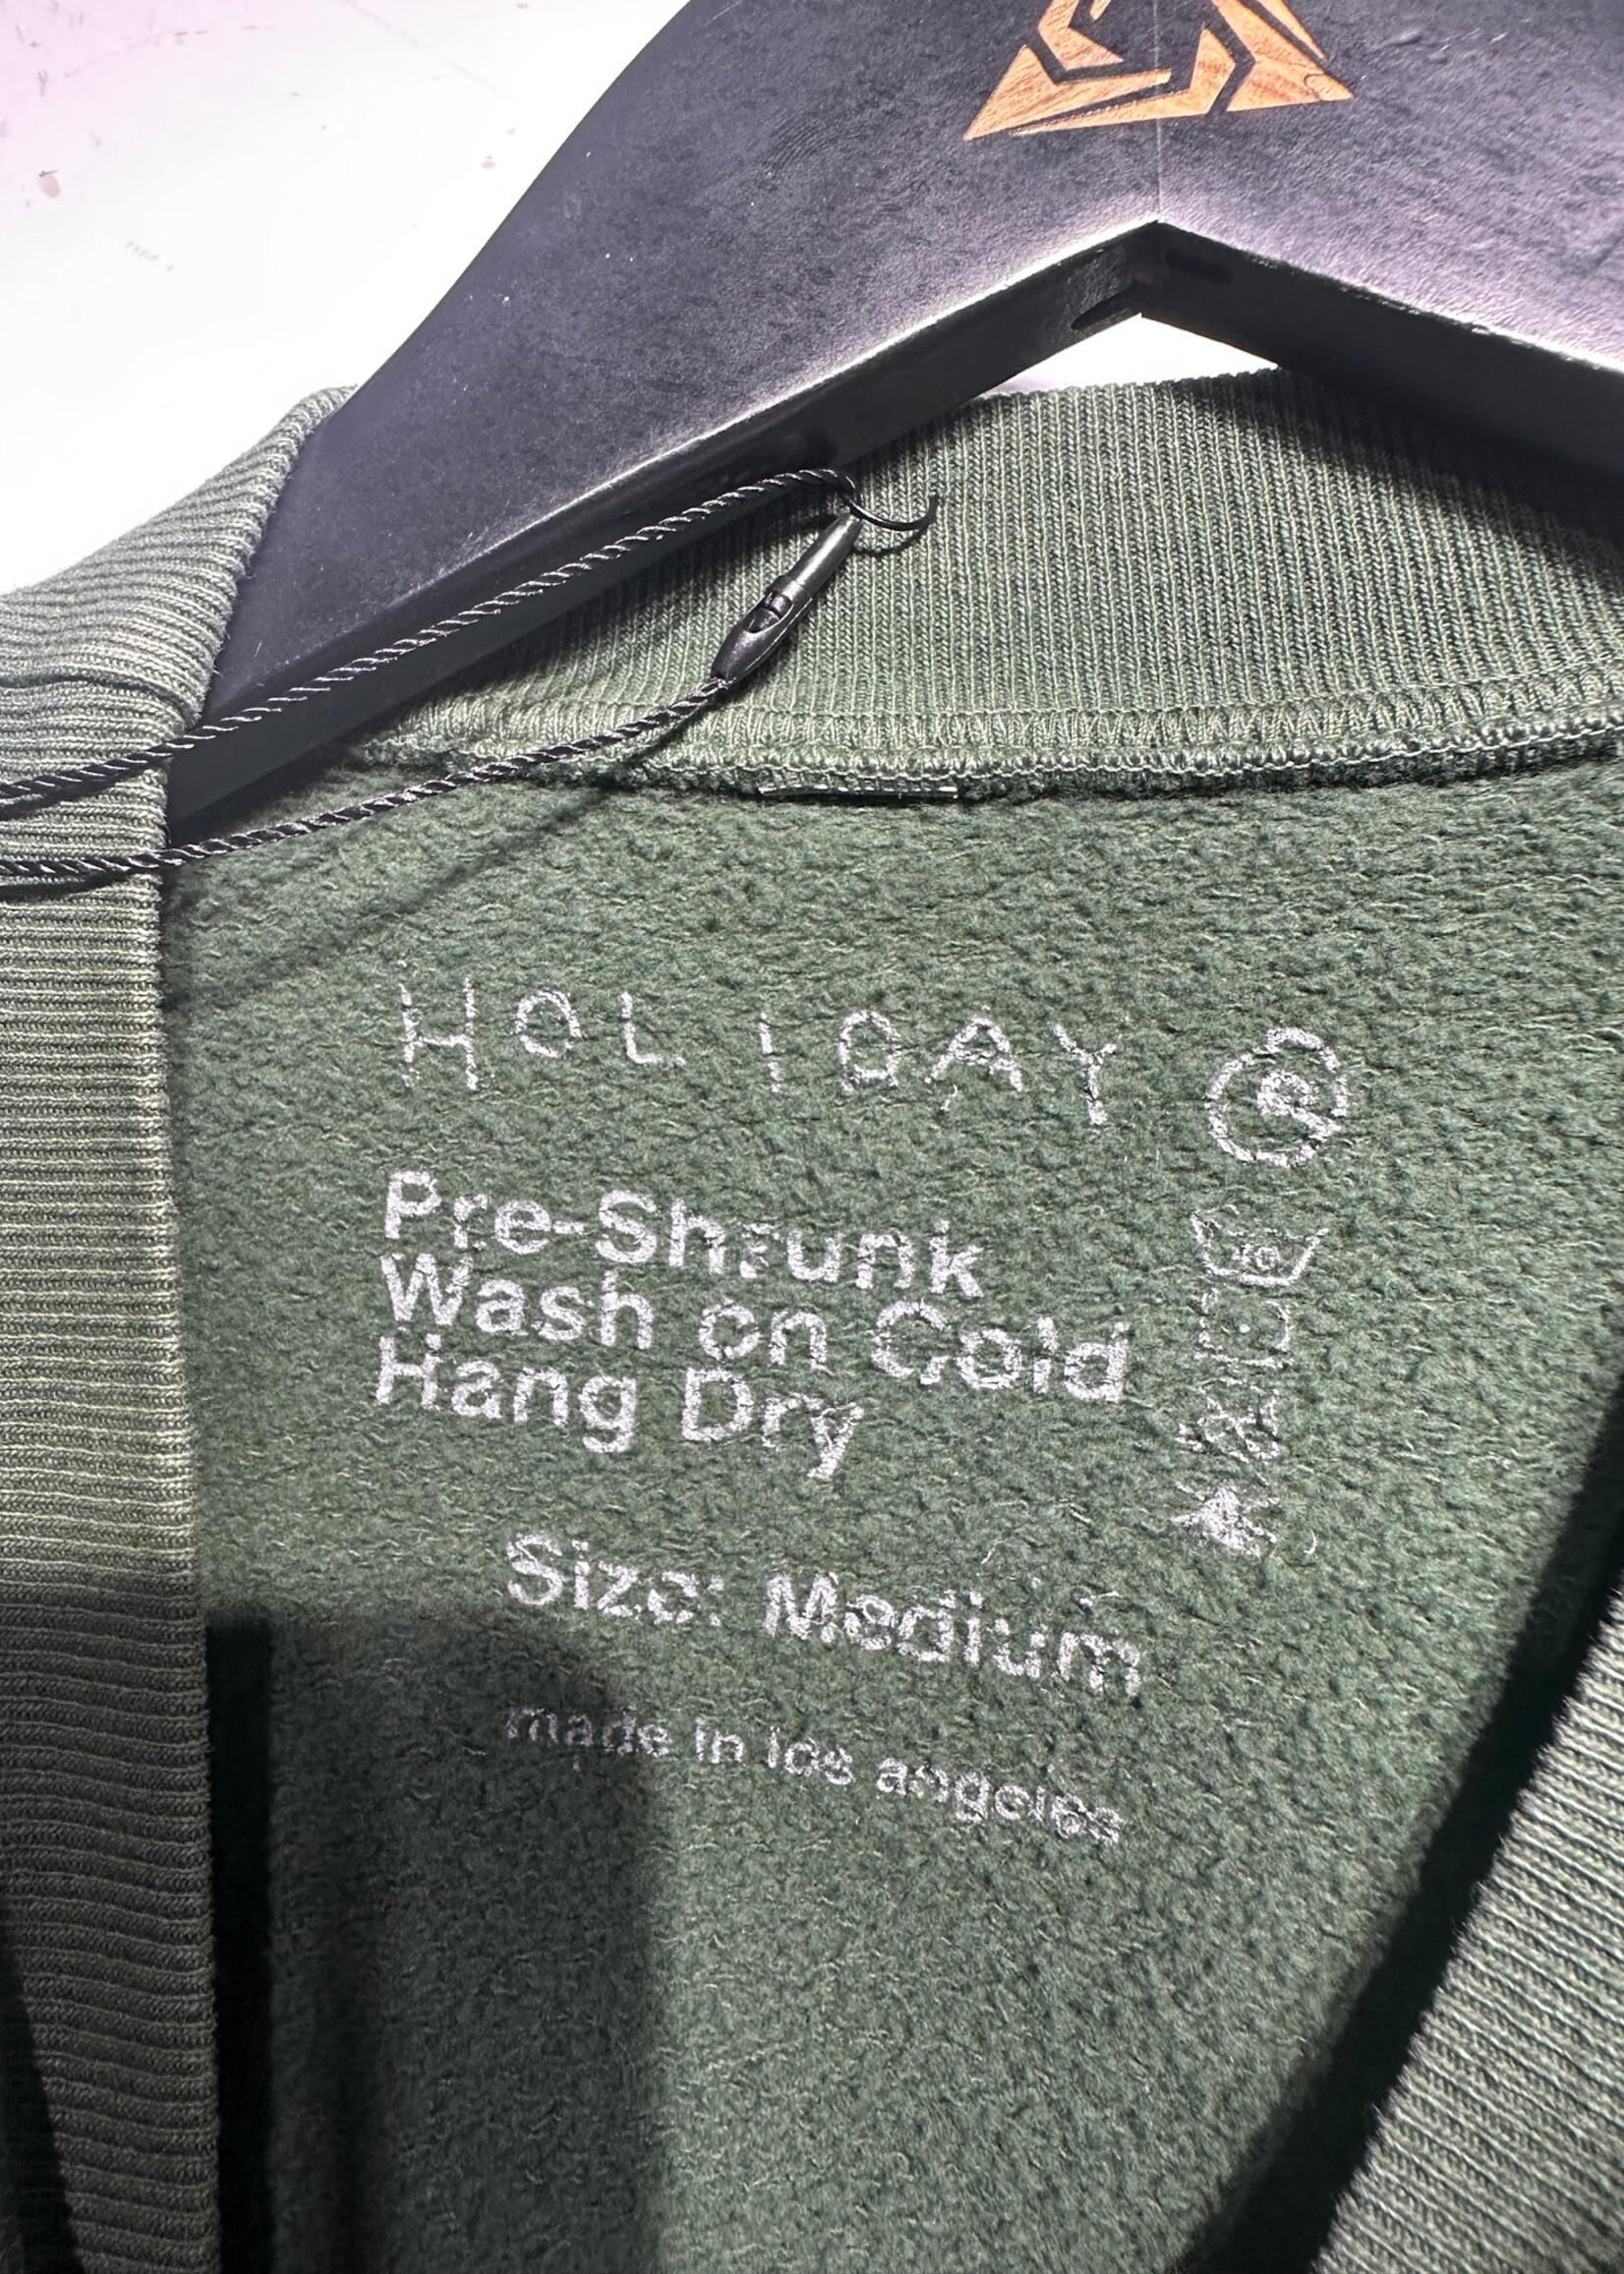 HOLIDAY
Pre-Shrunk
Wash on Cold
Hang Dry
Size: Medium
made in los angeles